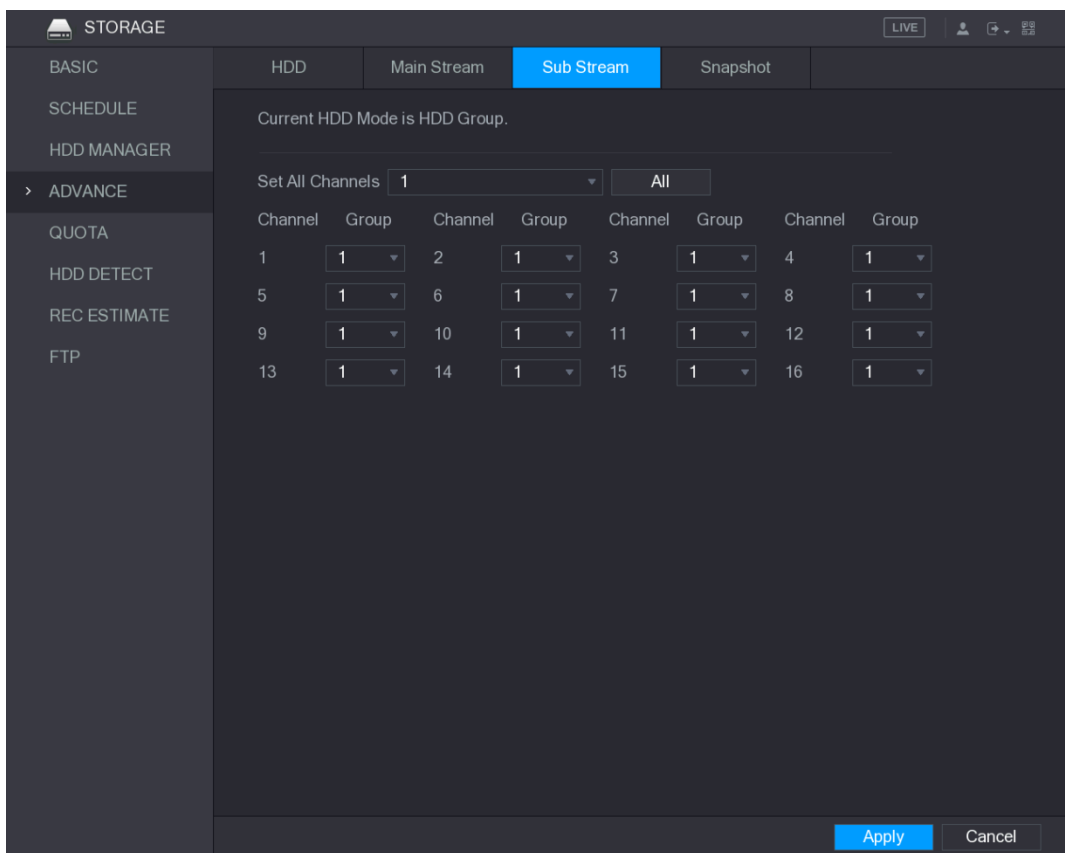 STORAGE LIVE
BASIC
SCHEDULE
HDD MANAGER
> ADVANCE
QUOTA
HDD DETECT
REC ESTIMATE
FTP
HDD Main Stream Sub Stream Snapshot
Current HDD Mode is HDD Group.
Set All Channels 1 All
Channel Group Channel Group Channel Group Channel Group
1 1 2 1 3 1 4 1
5 1 6 1 7 1 8 1
9 1 10 1 11 1 12 1
13 1 14 1 15 1 16 1
Apply Cancel